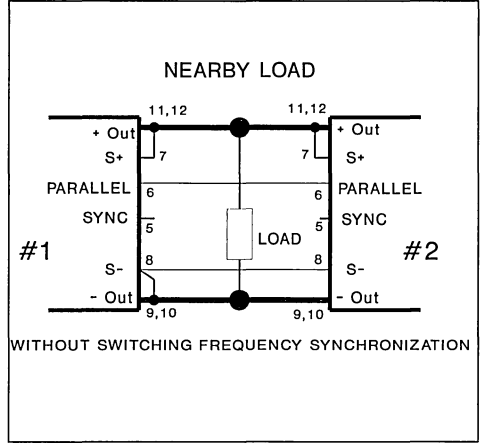 NEARBY LOAD
11,12 11,12
+ Out + Out
S+ 7 7 S+
PARALLEL 6 6 PARALLEL
SYNC 5 5 SYNC
#1 LOAD #2
S- 8 8 S-
- Out - Out
9,10 9,10
WITHOUT SWITCHING FREQUENCY SYNCHRONIZATION